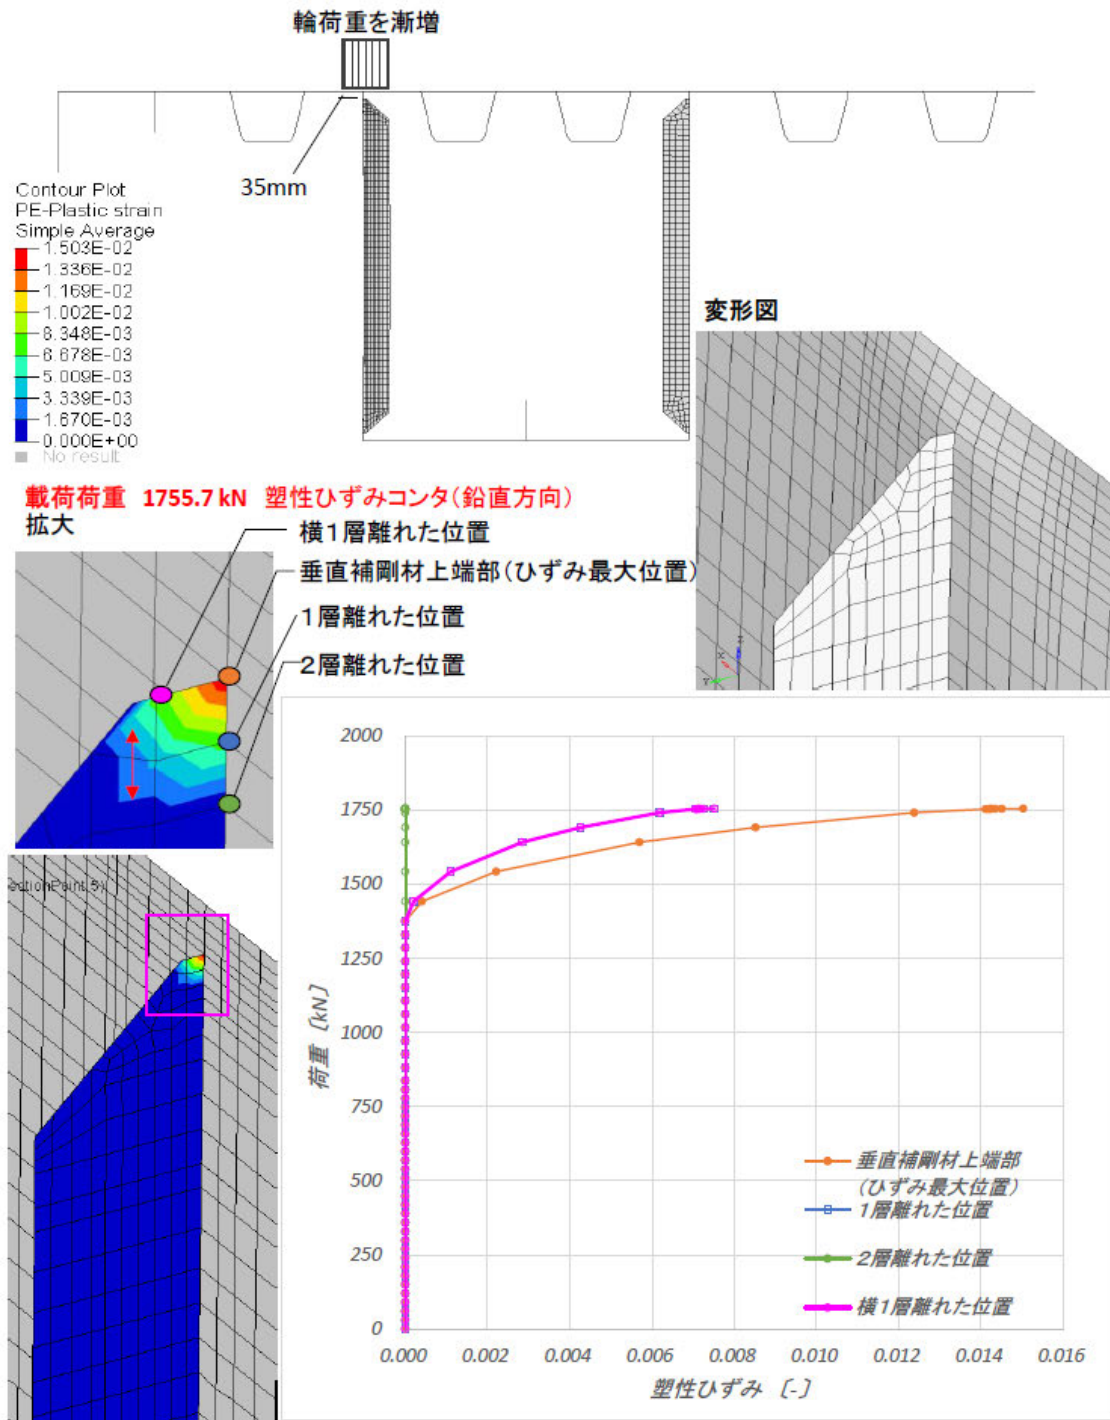 輪荷重を漸増
35mm
Contour Plot
PE-Plastic strain
Simple Average
1.503E-02
1.336E-02
1.169E-02
1.002E-02
8.348E-03
6.678E-03
5.009E-03
3.339E-03
1.670E-03
0.000E+00
No result
変形図
載荷荷重 1755.7 kN 塑性ひずみコンタ(鉛直方向)
拡大
横1層離れた位置
垂直補剛材上端部(ひずみ最大位置)
1層離れた位置
2層離れた位置
Z
X
Y
ectionPoint 5)
2000
1750
1500
1250
1000
750
500
250
0
荷重 [kN]
0.000
0.002
0.004
0.006
0.008
0.010
0.012
0.014
0.016
塑性ひずみ [-]
垂直補剛材上端部
(ひずみ最大位置)
1層離れた位置
2層離れた位置
横1層離れた位置